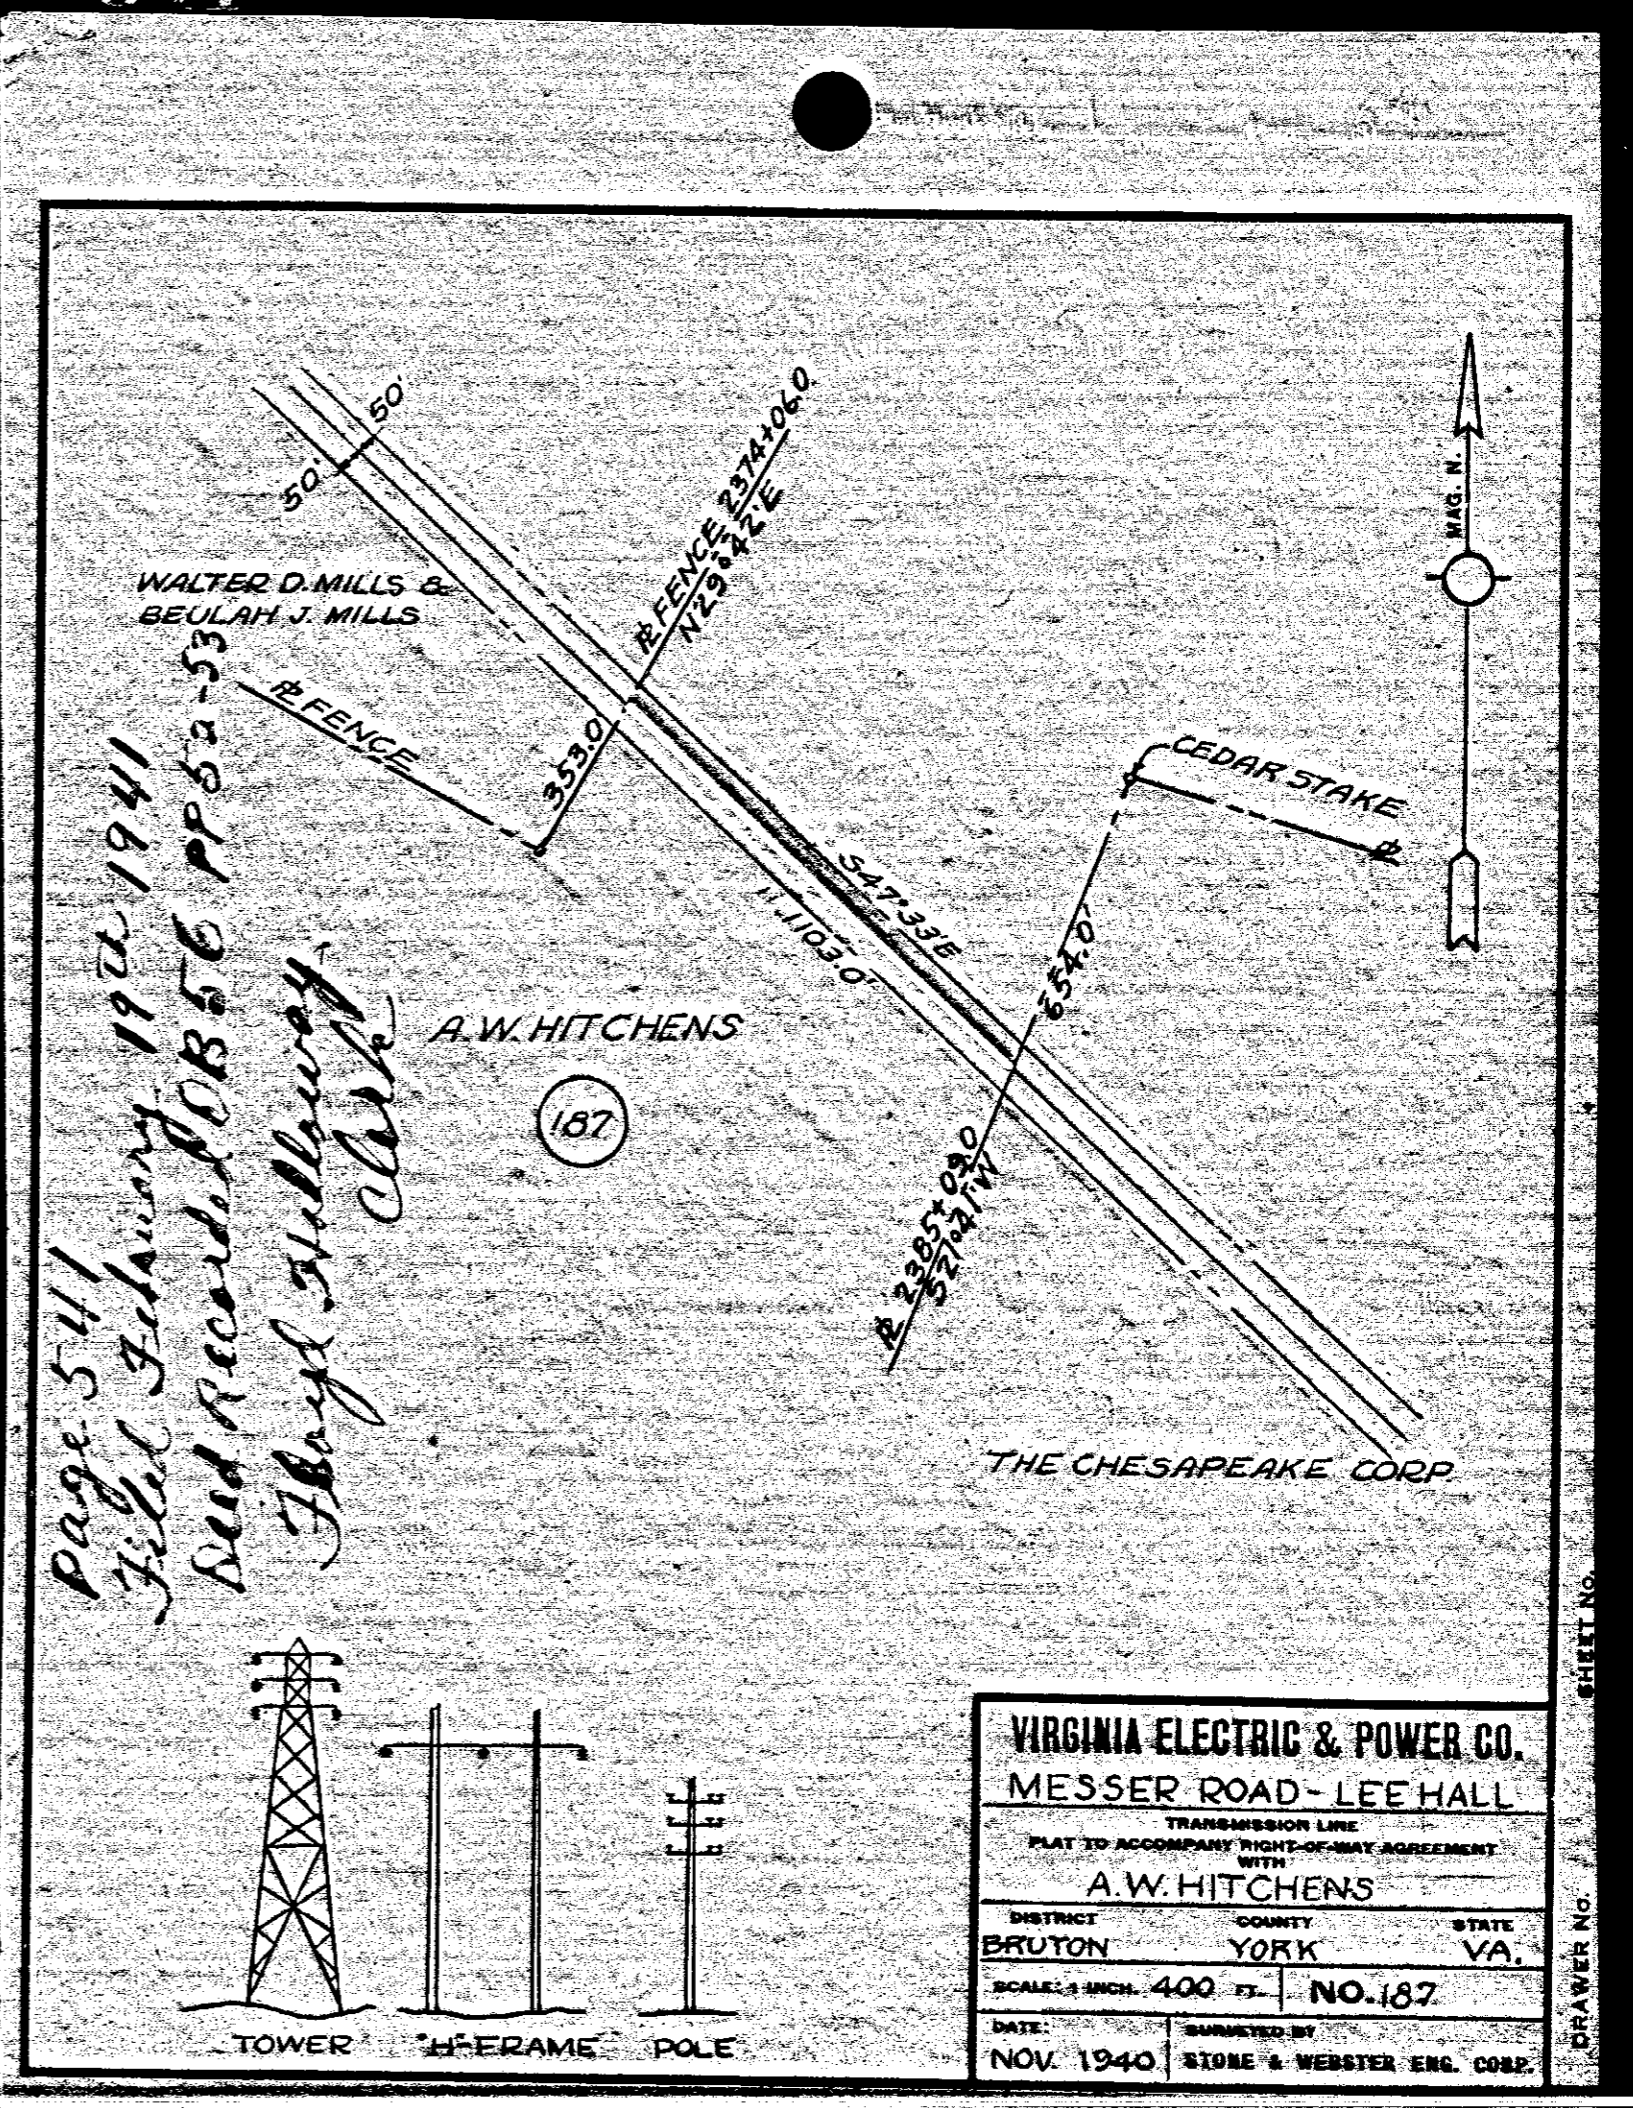 50'
50'
WALTER D. MILLS &
BEULAH J. MILLS
℄ FENCE 2374+06.0
N29°42'E
℄ FENCE
353.0
MAG. N.
CEDAR STAKE
S47°33'E
1103.0'
654.0'
A.W. HITCHENS
187
2385+09.0
S21°41'W
THE CHESAPEAKE CORP.
Page 541
Filed February 19th 1941
Deed Recorded DB 56 PP 52-53
Floyd Holloway
Clerk
TOWER
"H"-FRAME
POLE
VIRGINIA ELECTRIC & POWER CO.
MESSER ROAD - LEE HALL
TRANSMISSION LINE
PLAT TO ACCOMPANY RIGHT-OF-WAY AGREEMENT
WITH
A.W. HITCHENS
DISTRICT COUNTY STATE
BRUTON YORK VA.
SCALE: 1 INCH. 400 FT. NO. 187
DATE: SURVEYED BY
NOV. 1940 STONE & WEBSTER ENG. CORP.
SHEET NO.
DRAWER NO.